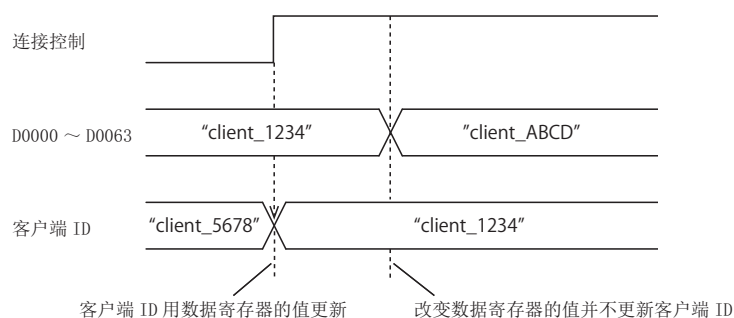 连接控制
D0000 ～ D0063 “client_1234” ”client_ABCD”
客户端 ID “client_5678” “client_1234”
客户端 ID 用数据寄存器的值更新 改变数据寄存器的值并不更新客户端 ID